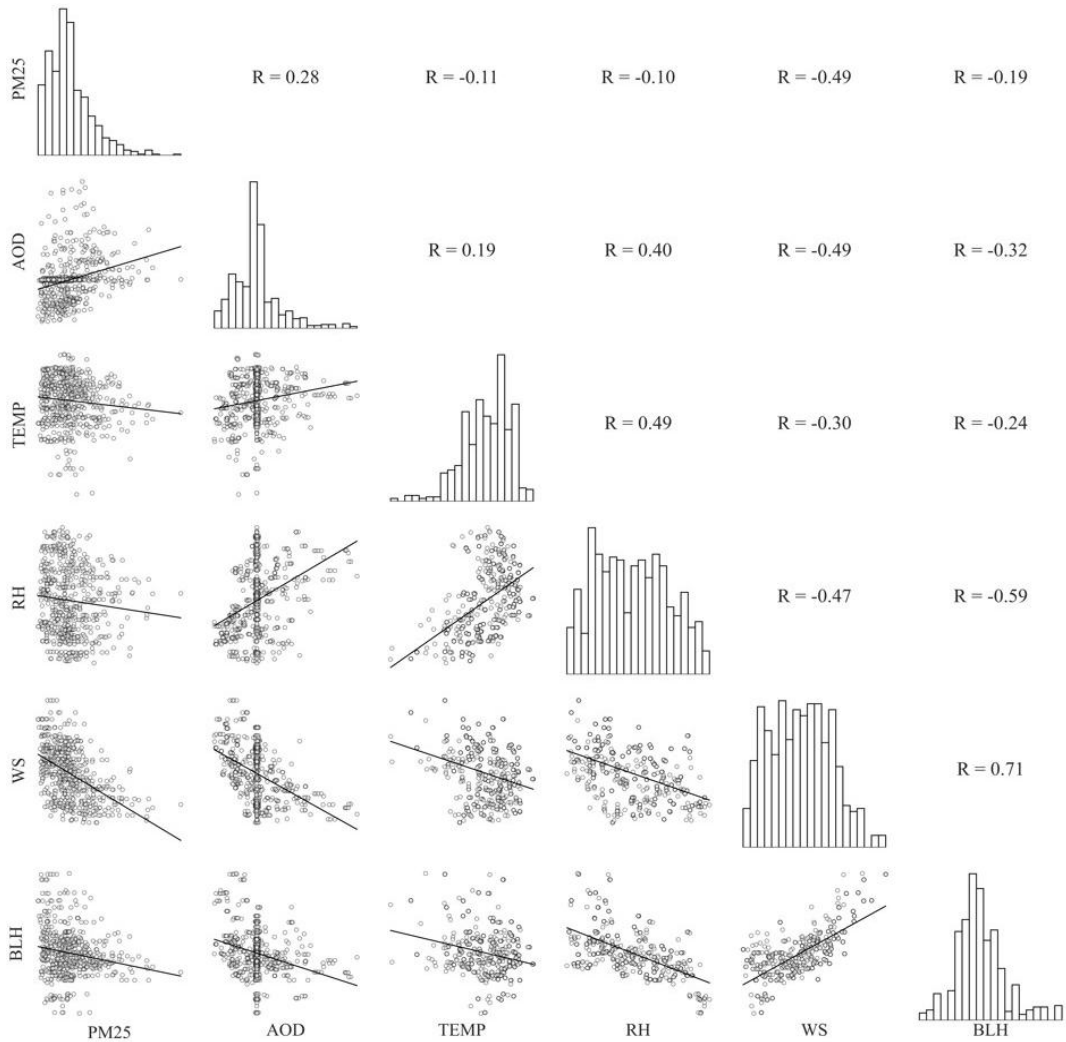 PM25
R = 0.28
R = -0.11
R = -0.10
R = -0.49
R = -0.19
AOD
R = 0.19
R = 0.40
R = -0.49
R = -0.32
TEMP
R = 0.49
R = -0.30
R = -0.24
RH
R = -0.47
R = -0.59
WS
R = 0.71
BLH
PM25
AOD
TEMP
RH
WS
BLH